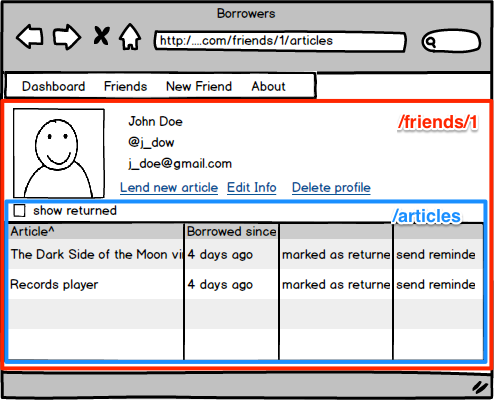 Borrowers
http:/....com/friends/1/articles
Dashboard Friends New Friend About
/friends/1
John Doe
@j_dow
j_doe@gmail.com
Lend new article Edit Info Delete profile
show returned
/articles
Article^ Borrowed since
The Dark Side of the Moon vi 4 days ago marked as returne send reminde
Records player 4 days ago marked as returne send reminde